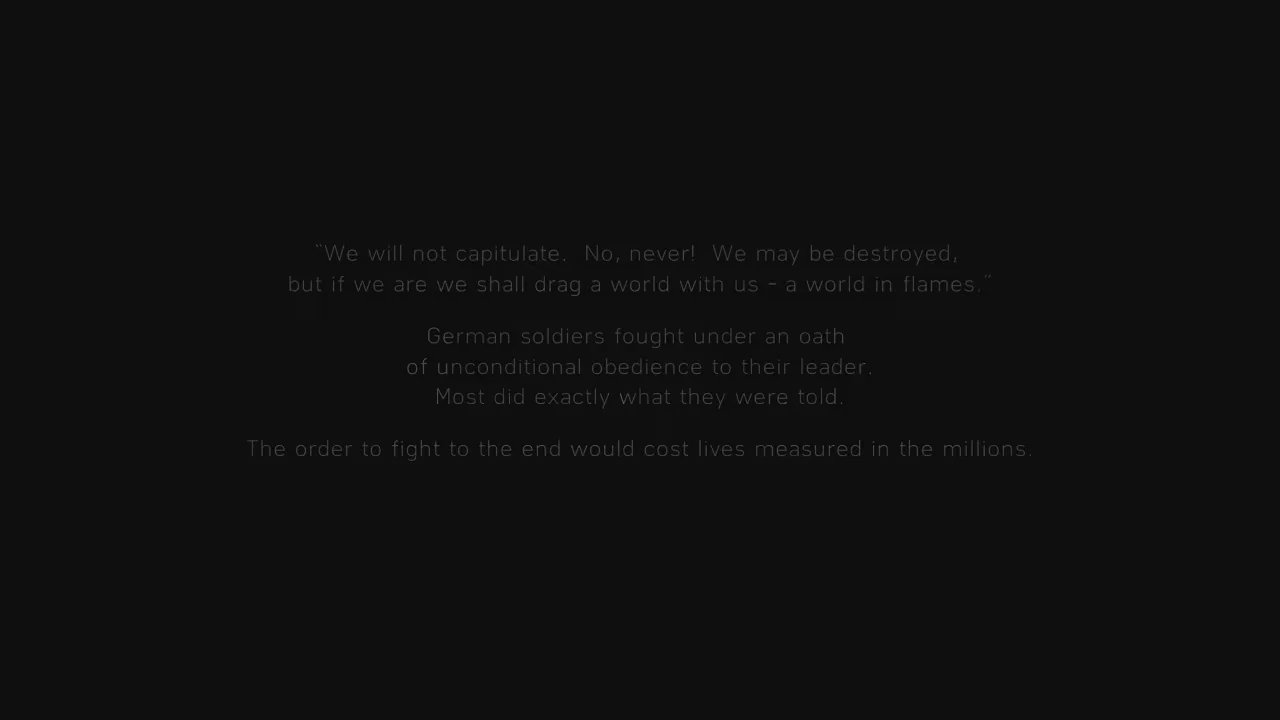 "We will not capitulate.  No, never!  We may be destroyed,
but if we are we shall drag a world with us - a world in flames."
German soldiers fought under an oath
of unconditional obedience to their leader.
Most did exactly what they were told.
The order to fight to the end would cost lives measured in the millions.